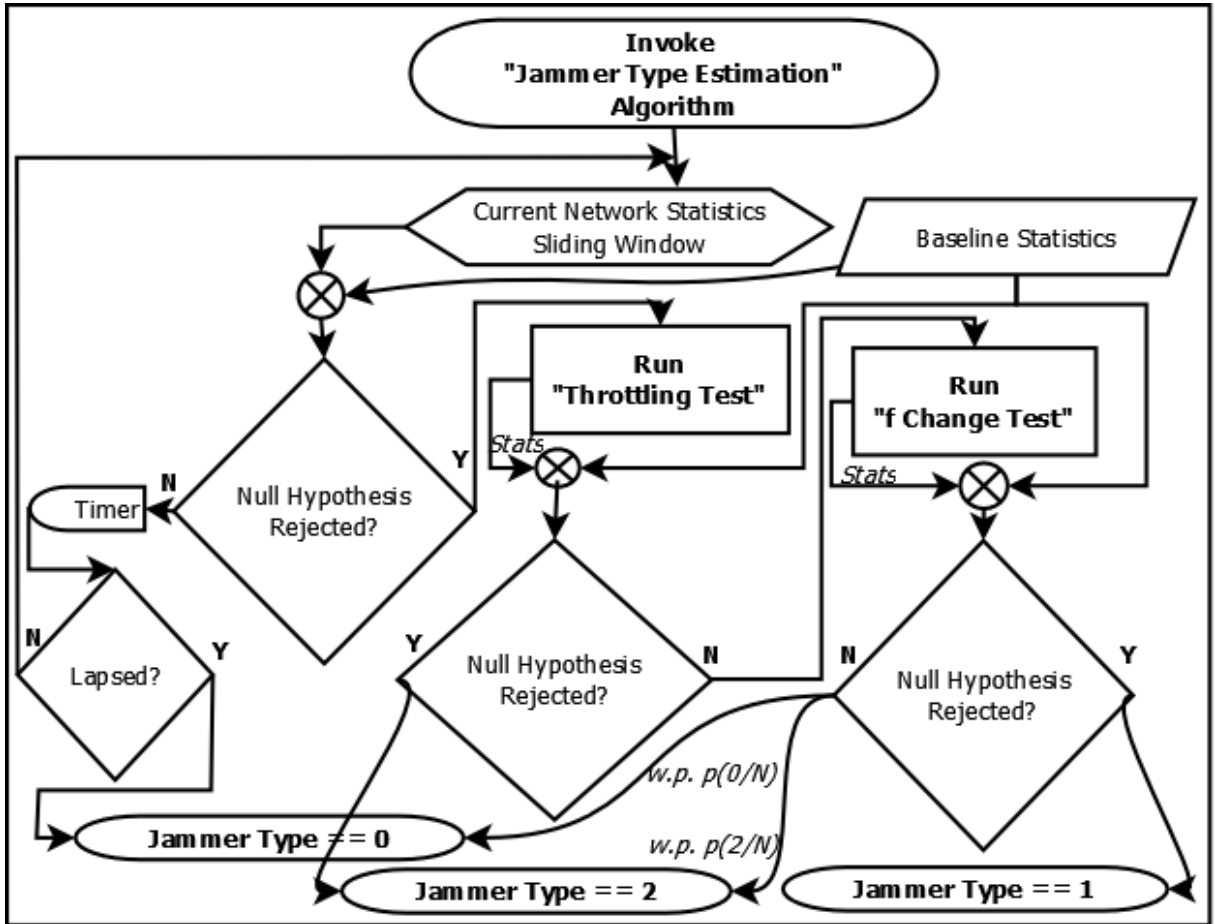 Invoke
"Jammer Type Estimation"
Algorithm
Current Network Statistics
Sliding Window
Baseline Statistics
Run
"Throttling Test"
Run
"f Change Test"
Stats
Stats
Y
N
Timer
Null Hypothesis
Rejected?
N
Y
Lapsed?
Y
N
Null Hypothesis
Rejected?
N
Y
Null Hypothesis
Rejected?
w.p. p(0/N)
w.p. p(2/N)
Jammer Type == 0
Jammer Type == 2
Jammer Type == 1